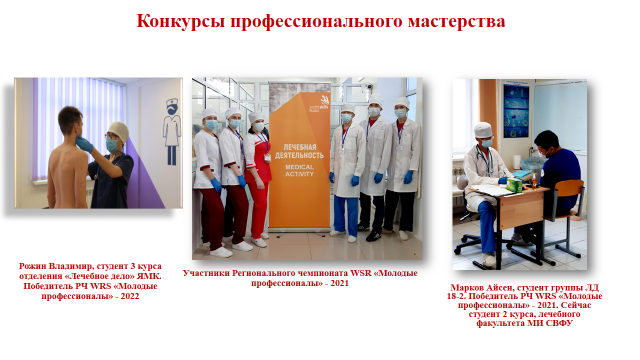 Конкурсы профессионального мастерства
ЛЕЧЕБНАЯ
ДЕЯТЕЛЬНОСТЬ
MEDICAL
ACTIVITY
Рожин Владимир, студент 3 курса
отделения «Лечебное дело» ЯМК.
Победитель РЧ WRS «Молодые
профессионалы» - 2022
Участники Регионального чемпионата WSR «Молодые
профессионалы» - 2021
Марков Айсен, студент группы ЛД
18-2. Победитель РЧ WRS «Молодые
профессионалы» - 2021. Сейчас
студент 2 курса, лечебного
факультета МИ СВФУ